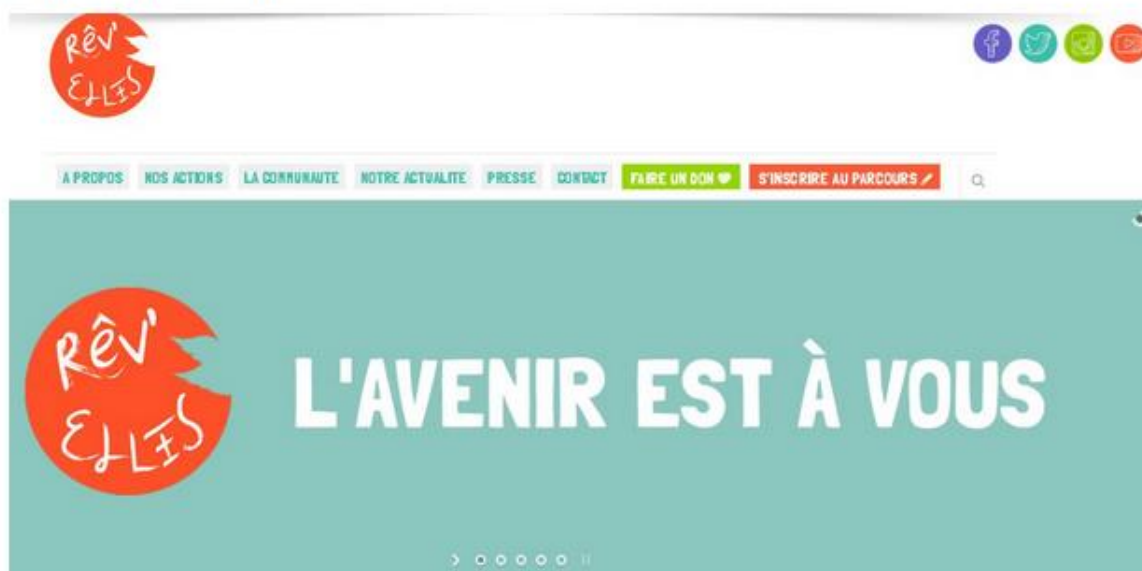 Rêv'
ELLES
A PROPOS NOS ACTIONS LA COMMUNAUTE NOTRE ACTUALITE PRESSE CONTACT FAIRE UN DON S'INSCRIRE AU PARCOURS
Rêv'
ELLES
L'AVENIR EST À VOUS